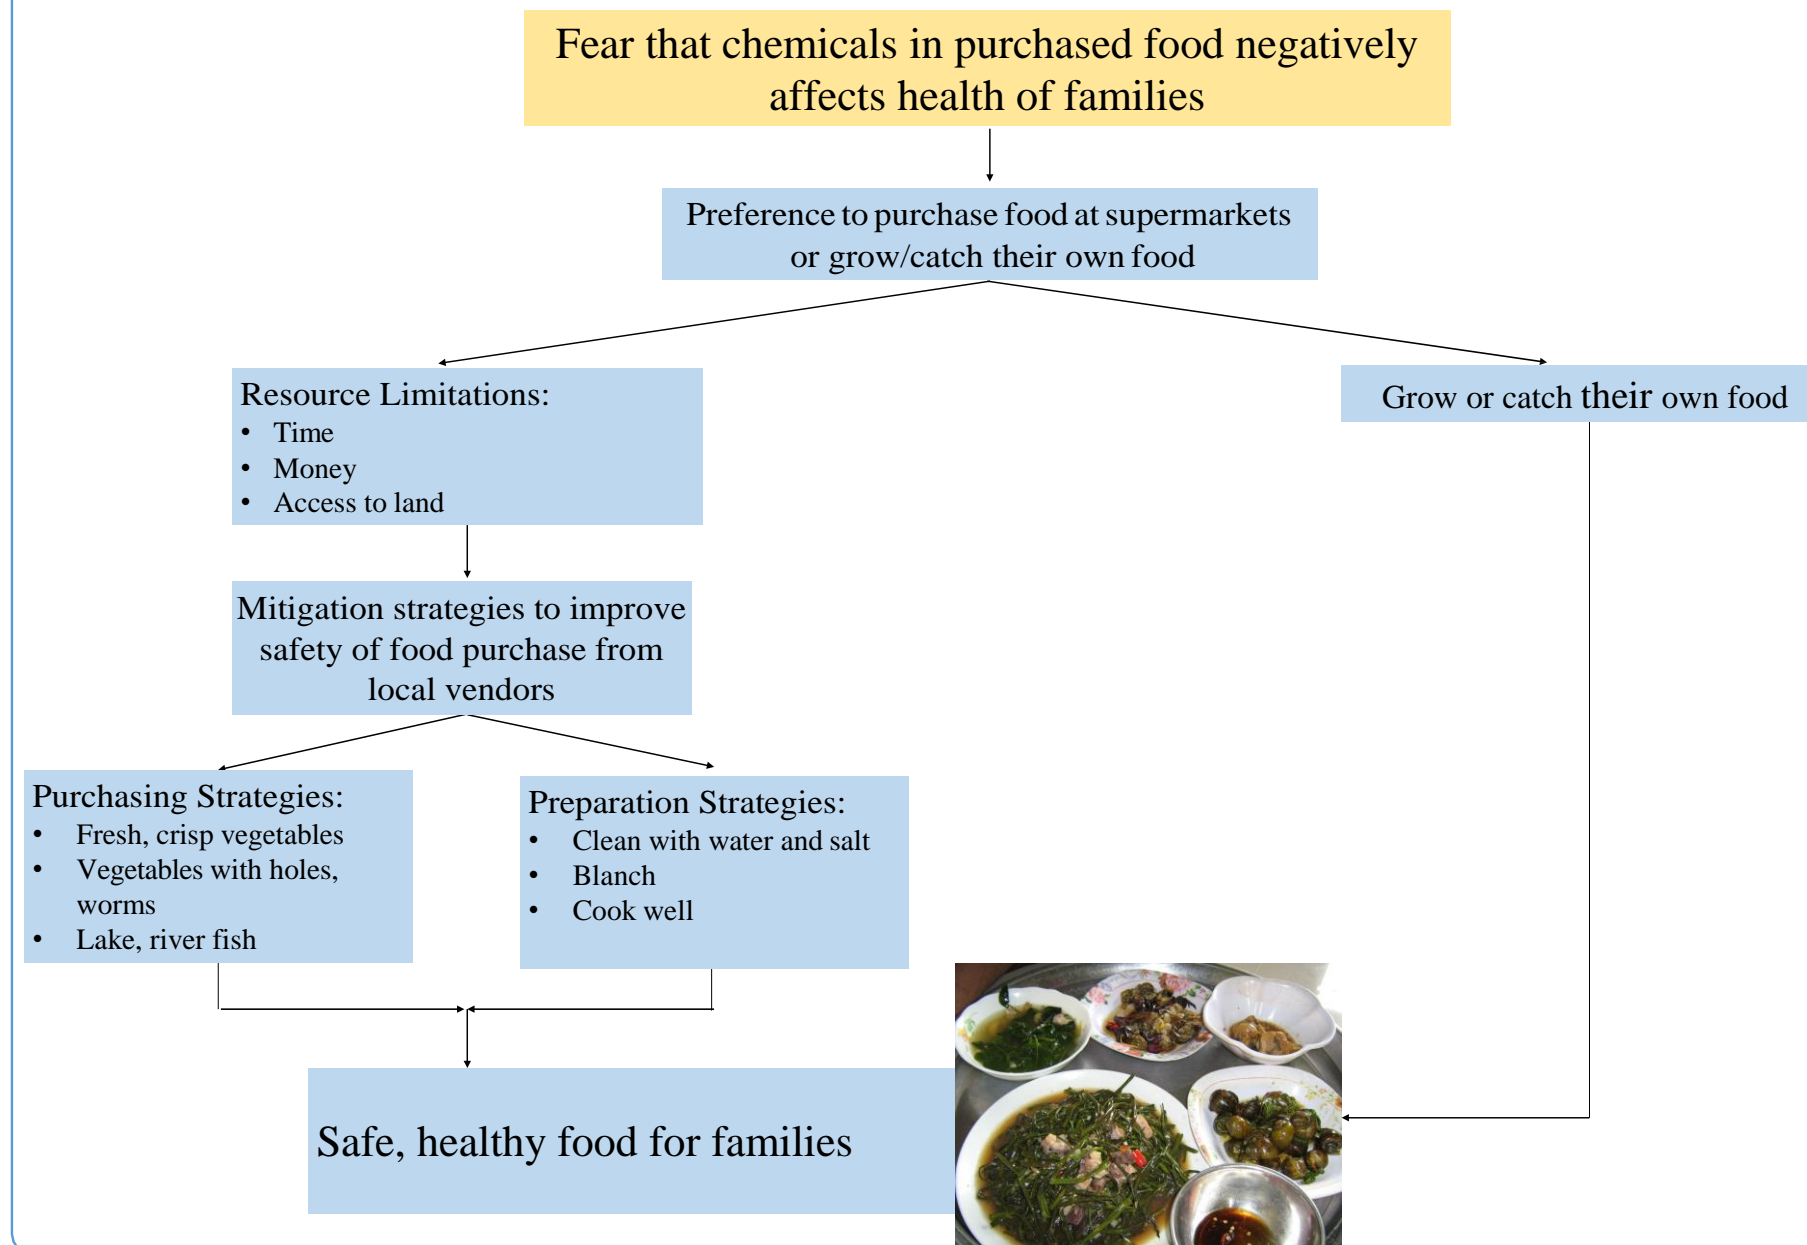 Fear that chemicals in purchased food negatively
affects health of families
Preference to purchase food at supermarkets
or grow/catch their own food
Resource Limitations:
• Time
• Money
• Access to land
Grow or catch their own food
Mitigation strategies to improve
safety of food purchase from
local vendors
Purchasing Strategies:
• Fresh, crisp vegetables
• Vegetables with holes,
worms
• Lake, river fish
Preparation Strategies:
• Clean with water and salt
• Blanch
• Cook well
Safe, healthy food for families